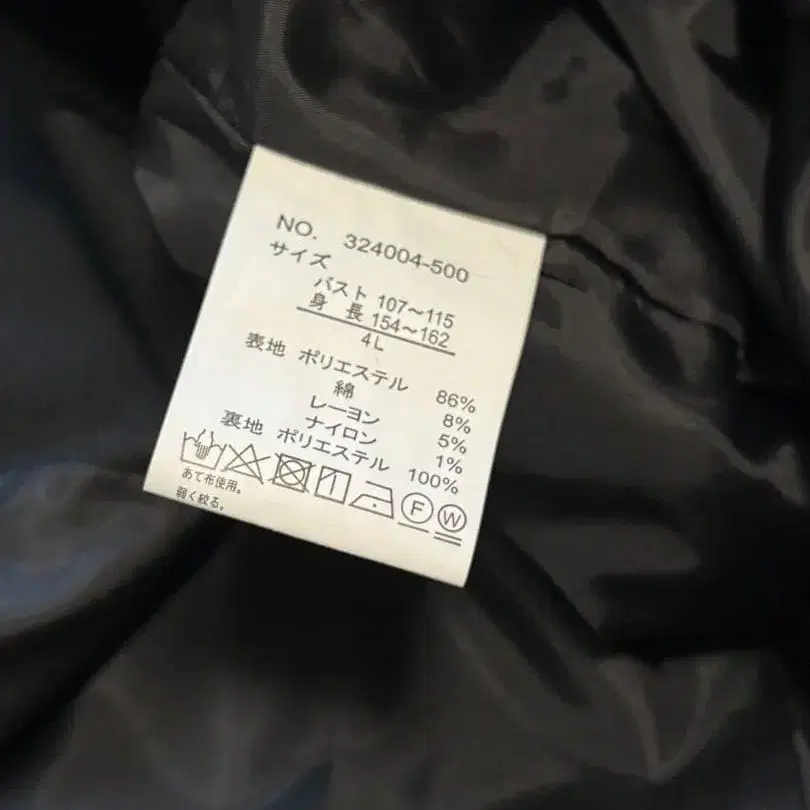 NO. 324004-500
サイズ
バスト 107～115
身長 154～162
4L
表地 ポリエステル 86%
綿 8%
レーヨン 5%
ナイロン 1%
裏地 ポリエステル 100%
F W
あて布使用。
弱く絞る。